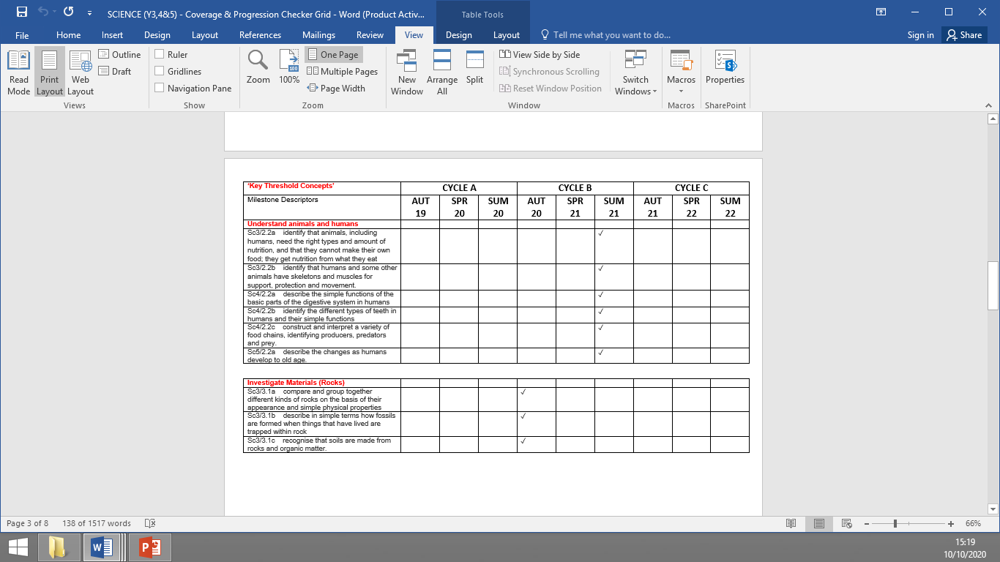 SCIENCE (Y3,4&5) - Coverage & Progression Checker Grid - Word (Product Activ...
Table Tools
File Home Insert Design Layout References Mailings Review View Design Layout Tell me what you want to do... Sign in Share
Read Mode
Print Layout
Web Layout
Outline
Draft
Views
Ruler
Gridlines
Navigation Pane
Show
Zoom
100
100%
One Page
Multiple Pages
Page Width
Zoom
New Window
Arrange All
Split
View Side by Side
Synchronous Scrolling
Reset Window Position
Switch Windows
Window
Macros
Macros
Properties
SharePoint
‘Key Threshold Concepts’ CYCLE A CYCLE B CYCLE C
Milestone Descriptors AUT SPR SUM AUT SPR SUM AUT SPR SUM
19 20 20 20 21 21 21 22 22
Understand animals and humans
Sc3/2.2a identify that animals, including ✓
humans, need the right types and amount of
nutrition, and that they cannot make their own
food; they get nutrition from what they eat
Sc3/2.2b identify that humans and some other ✓
animals have skeletons and muscles for
support, protection and movement.
Sc4/2.2a describe the simple functions of the ✓
basic parts of the digestive system in humans
Sc4/2.2b identify the different types of teeth in ✓
humans and their simple functions
Sc4/2.2c construct and interpret a variety of ✓
food chains, identifying producers, predators
and prey.
Sc5/2.2a describe the changes as humans ✓
develop to old age.
Investigate Materials (Rocks)
Sc3/3.1a compare and group together ✓
different kinds of rocks on the basis of their
appearance and simple physical properties
Sc3/3.1b describe in simple terms how fossils ✓
are formed when things that have lived are
trapped within rock
Sc3/3.1c recognise that soils are made from ✓
rocks and organic matter.
Page 3 of 8 138 of 1517 words 66%
15:19
10/10/2020